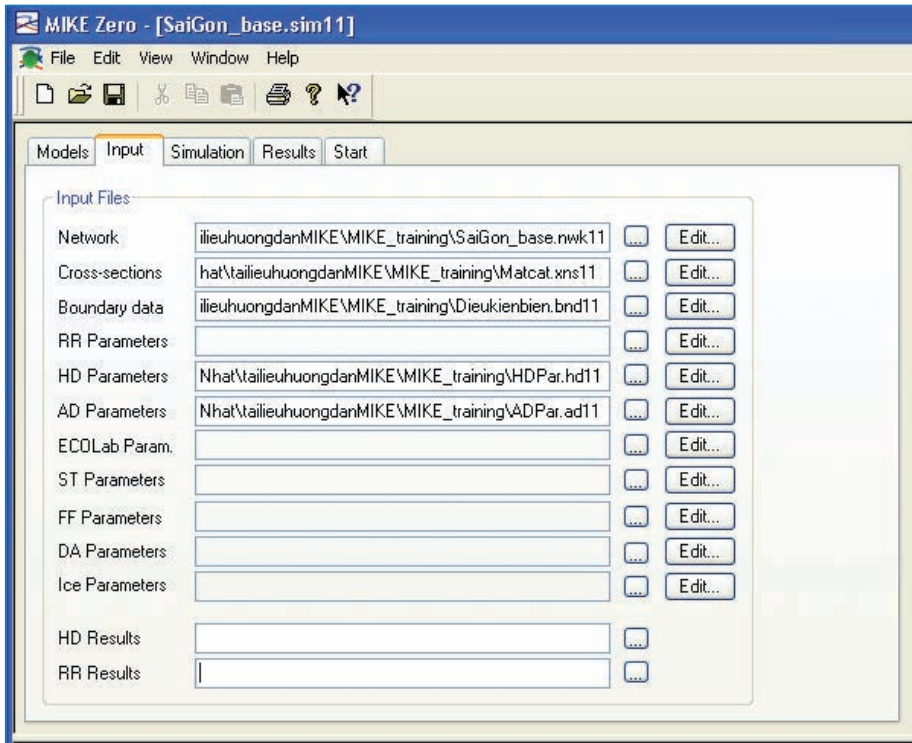 MIKE Zero - [SaiGon_base.sim11]
File Edit View Window Help
Models Input Simulation Results Start
Input Files
Network ilieuhuongdanMIKE\MIKE_training\SaiGon_base.nwk11 ... Edit...
Cross-sections hat\tailieuhuongdanMIKE\MIKE_training\Matcat.xns11 ... Edit...
Boundary data ilieuhuongdanMIKE\MIKE_training\Dieukienbien.bnd11 ... Edit...
RR Parameters ... Edit...
HD Parameters Nhat\tailieuhuongdanMIKE\MIKE_training\HDPar.hd11 ... Edit...
AD Parameters Nhat\tailieuhuongdanMIKE\MIKE_training\ADPar.ad11 ... Edit...
ECOLab Param. ... Edit...
ST Parameters ... Edit...
FF Parameters ... Edit...
DA Parameters ... Edit...
Ice Parameters ... Edit...
HD Results ...
RR Results ...